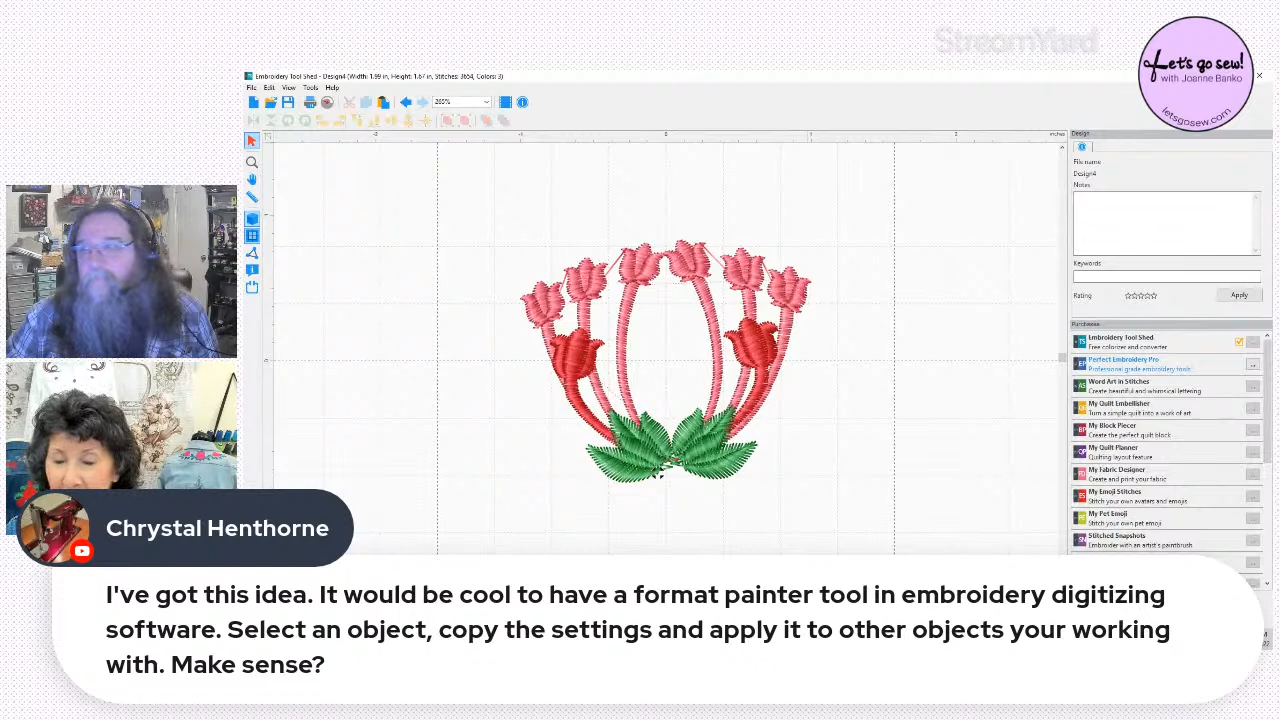 StreamYard
Let's go sew!
with Joanne Banko
letsgosew.com
Embroidery Tool Shed - Design4 (Width: 1.99 in, Height: 1.67 in, Stitches: 3654, Colors: 3)
File Edit View Tools Help
265%
-2 -1 0 1 2 inches
Design
File name
Design4
Notes
Keywords
Rating
Apply
Purchases
Embroidery Tool Shed
Free colorizer and converter
Perfect Embroidery Pro
Professional grade embroidery tools
Word Art in Stitches
Create beautiful and whimsical lettering
My Quilt Embellisher
Turn a simple quilt into a work of art
My Block Piecer
Create the perfect quilt block
My Quilt Planner
Quilting layout feature
My Fabric Designer
Create and print your fabric
My Emoji Stitches
Stitch your own avatars and emojis
My Pet Emoji
Stitch your own pet emoji
Stitched Snapshots
Embroider with an artist's paintbrush
Chrystal Henthorne
I've got this idea. It would be cool to have a format painter tool in embroidery digitizing
software. Select an object, copy the settings and apply it to other objects your working
with. Make sense?